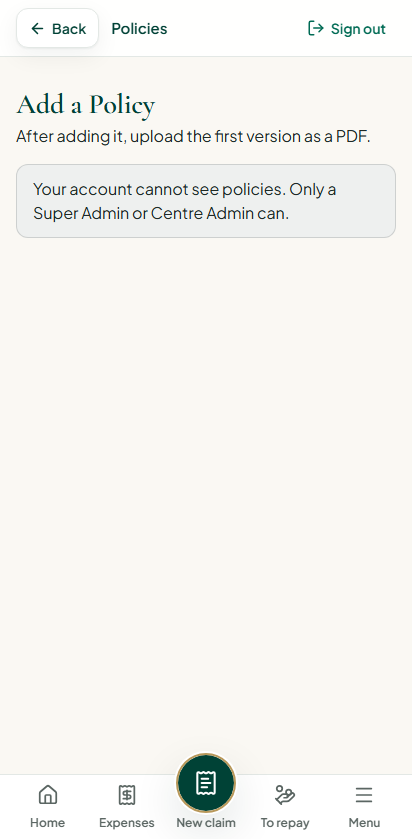 Back
Policies
Sign out
Add a Policy
After adding it, upload the first version as a PDF.
Your account cannot see policies. Only a
Super Admin or Centre Admin can.
Home
Expenses
New claim
To repay
Menu